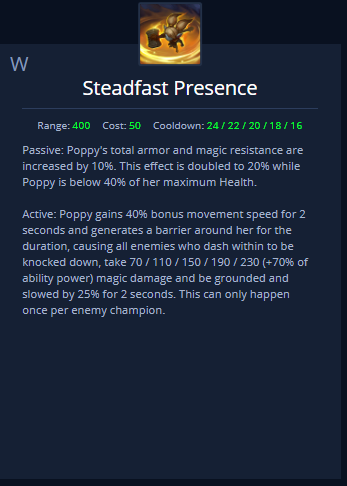 W
Steadfast Presence
Range: 400 Cost: 50 Cooldown: 24 / 22 / 20 / 18 / 16
Passive: Poppy's total armor and magic resistance are
increased by 10%. This effect is doubled to 20% while
Poppy is below 40% of her maximum Health.
Active: Poppy gains 40% bonus movement speed for 2
seconds and generates a barrier around her for the
duration, causing all enemies who dash within to be
knocked down, take 70 / 110 / 150 / 190 / 230 (+70% of
ability power) magic damage and be grounded and
slowed by 25% for 2 seconds. This can only happen
once per enemy champion.